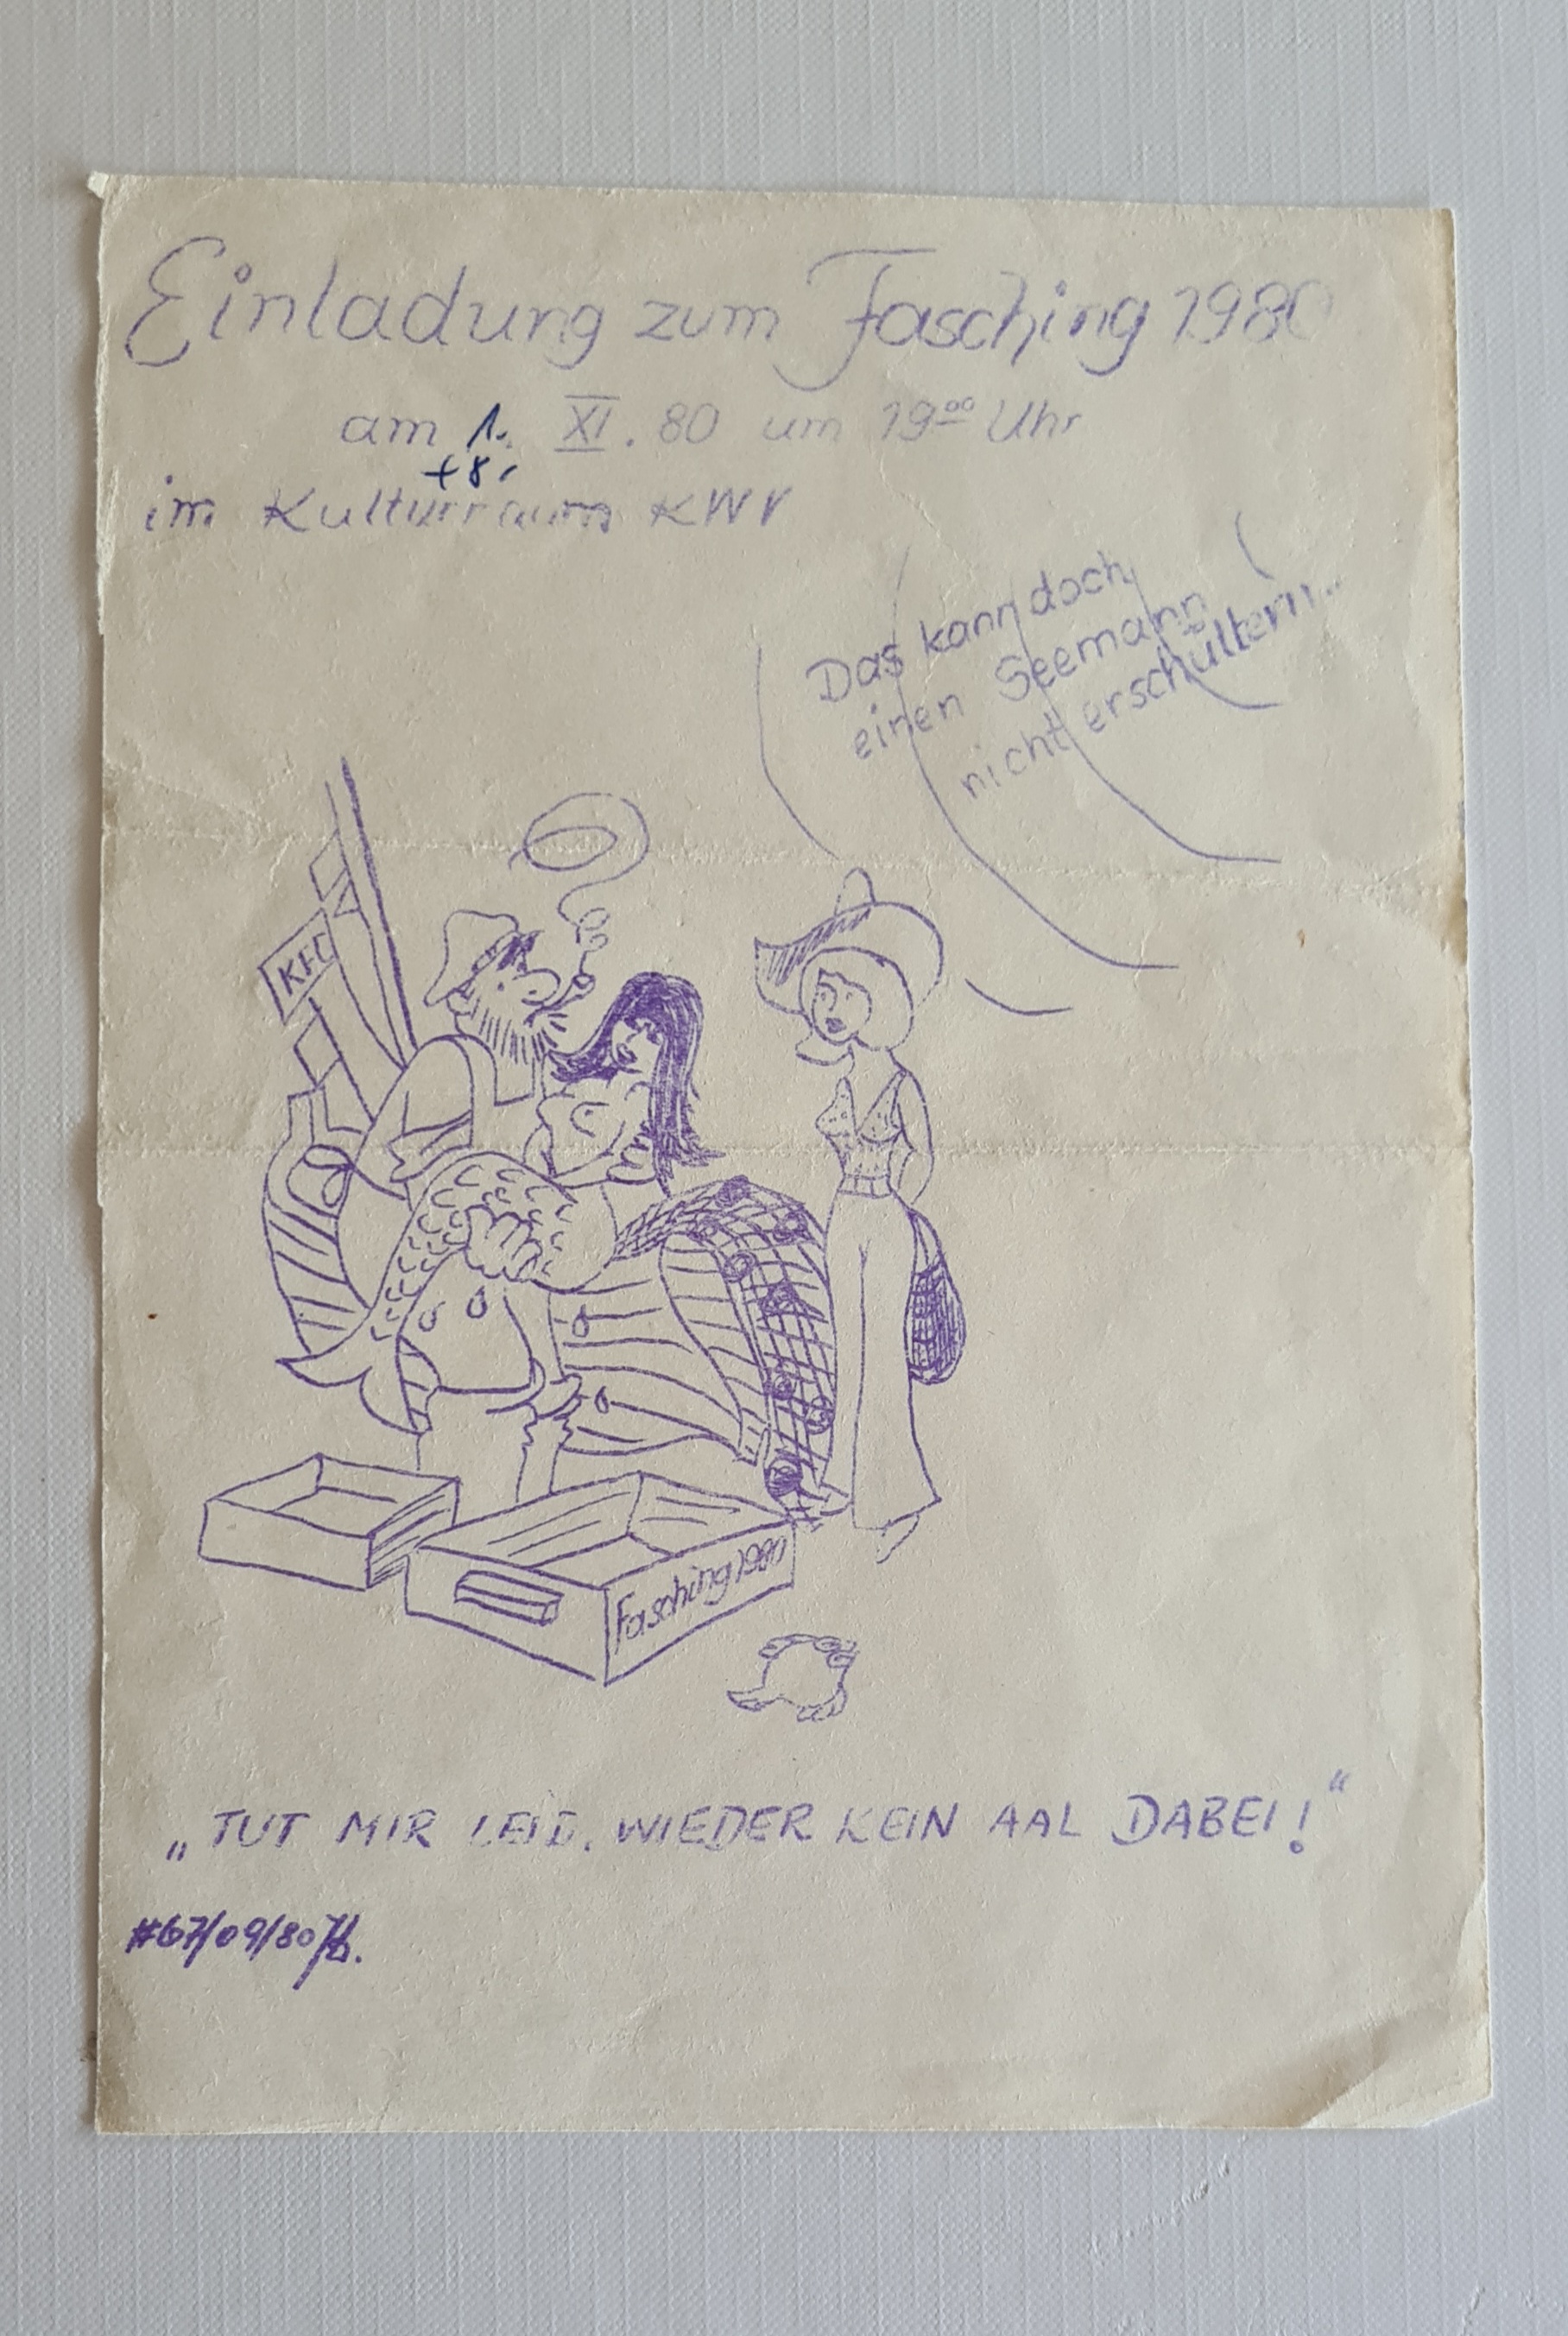 Einladung zum Fasching 1980
am 1. XI. 80 um 19⁰⁰ Uhr
+8.
im Kulturraum KWV
Das kann doch
einen Seemann
nicht erschüttern...
KFC
Fasching 1980
„TUT MIR LEID. WIEDER KEIN AAL DABEI!“
#67/09/80